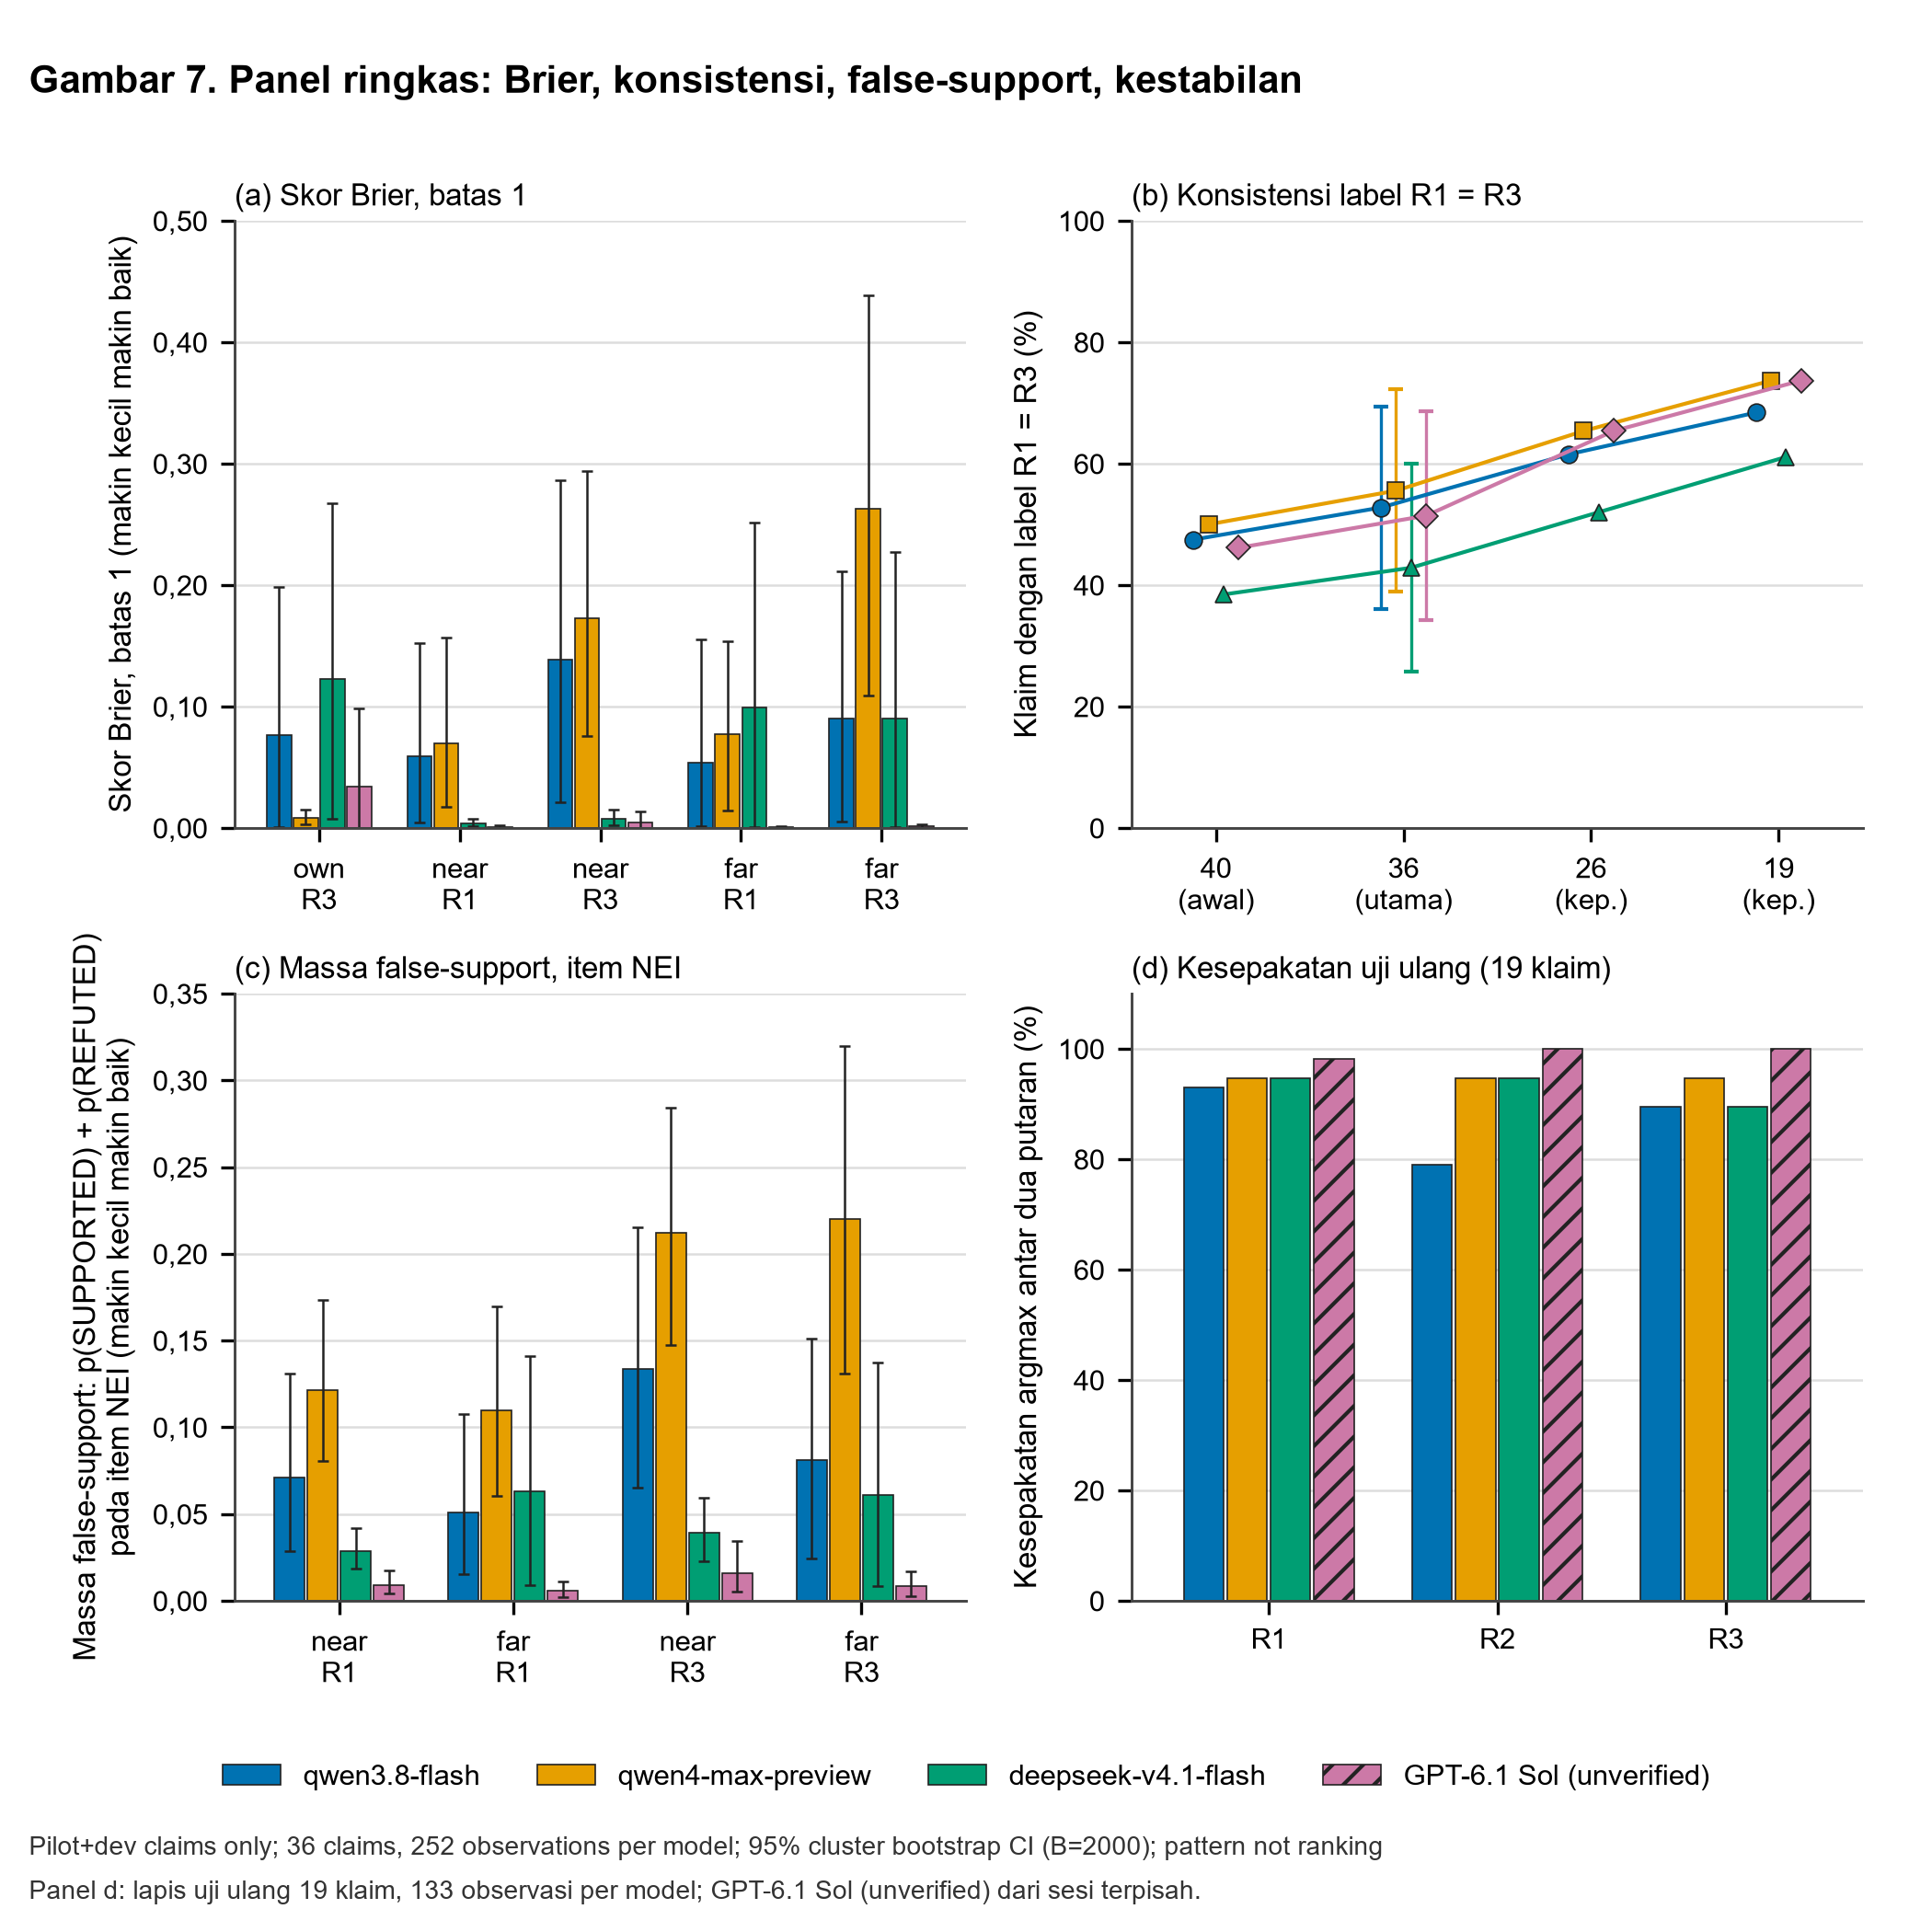 Gambar 7. Panel ringkas: Brier, konsistensi, false-support, kestabilan
(a) Skor Brier, batas 1
Skor Brier, batas 1 (makin kecil makin baik)
0,50
0,40
0,30
0,20
0,10
0,00
own R3
near R1
near R3
far R1
far R3
(b) Konsistensi label R1 = R3
Klaim dengan label R1 = R3 (%)
100
80
60
40
20
0
40 (awal)
36 (utama)
26 (kep.)
19 (kep.)
(c) Massa false-support, item NEI
Massa false-support: p(SUPPORTED) + p(REFUTED)
pada item NEI (makin kecil makin baik)
0,35
0,30
0,25
0,20
0,15
0,10
0,05
0,00
near R1
far R1
near R3
far R3
(d) Kesepakatan uji ulang (19 klaim)
Kesepakatan argmax antar dua putaran (%)
100
80
60
40
20
0
R1
R2
R3
qwen3.8-flash
qwen4-max-preview
deepseek-v4.1-flash
GPT-6.1 Sol (unverified)
Pilot+dev claims only; 36 claims, 252 observations per model; 95% cluster bootstrap CI (B=2000); pattern not ranking
Panel d: lapis uji ulang 19 klaim, 133 observasi per model; GPT-6.1 Sol (unverified) dari sesi terpisah.